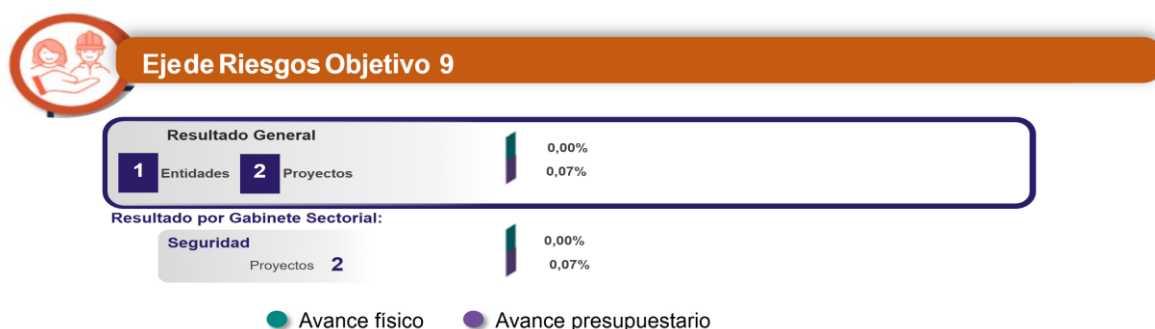 Eje de Riesgos Objetivo 9
Resultado General
0,00%
1 Entidades 2 Proyectos
0,07%
Resultado por Gabinete Sectorial:
Seguridad
0,00%
Proyectos 2
0,07%
Avance físico Avance presupuestario